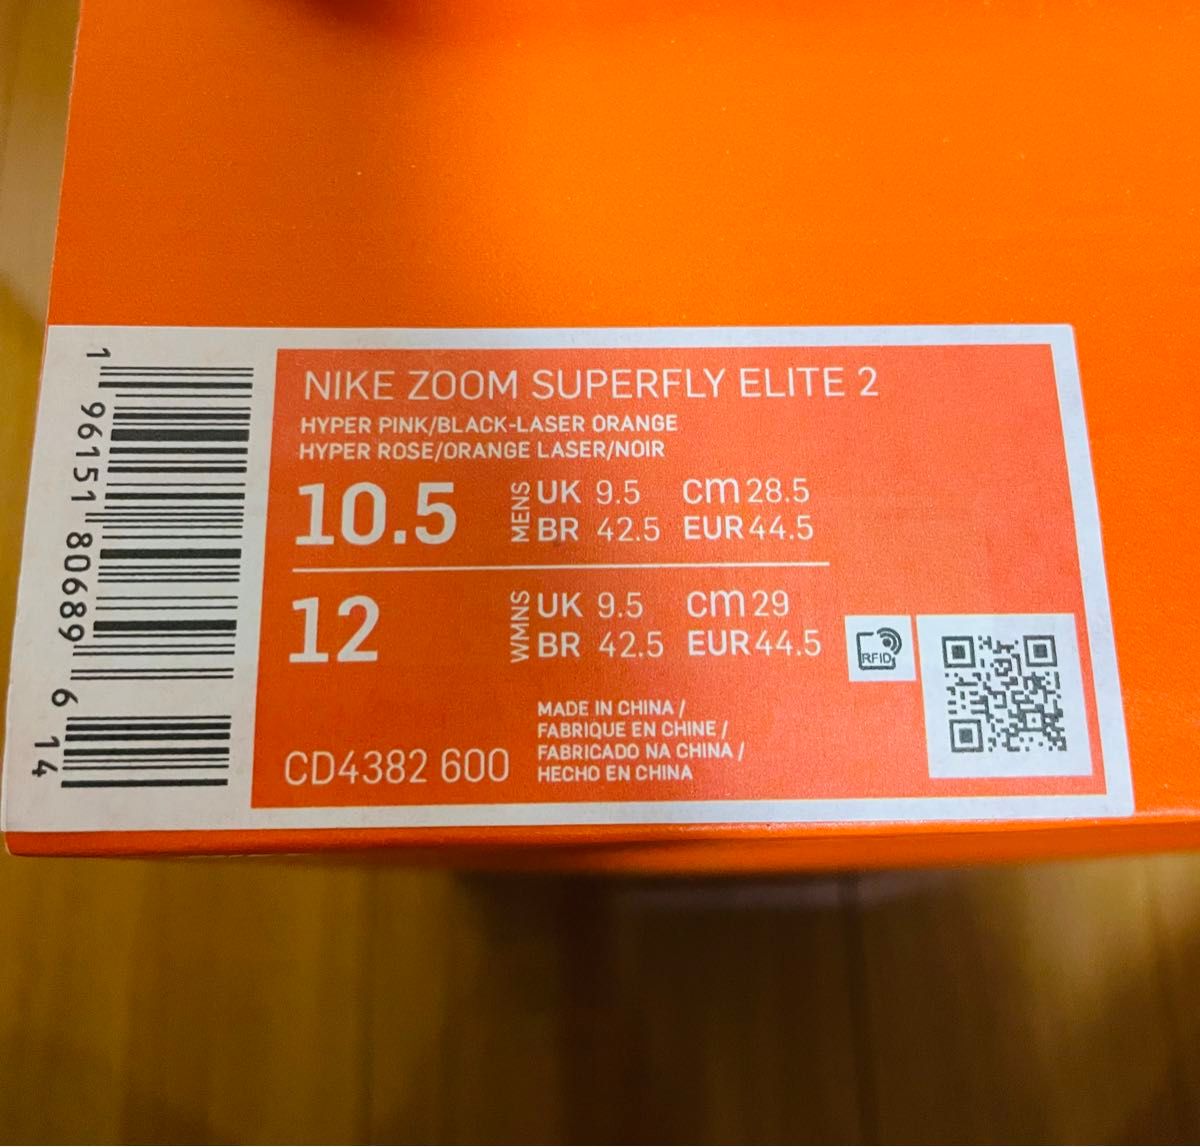 NIKE ZOOM SUPERFLY ELITE 2
HYPER PINK/BLACK-LASER ORANGE
HYPER ROSE/ORANGE LASER/NOIR
10.5 MENS UK 9.5 cm 28.5
BR 42.5 EUR 44.5
12 WMNS UK 9.5 cm 29
BR 42.5 EUR 44.5
RFID
MADE IN CHINA /
FABRIQUE EN CHINE /
FABRICADO NA CHINA /
HECHO EN CHINA
CD4382 600
1 96151 80689 6 14